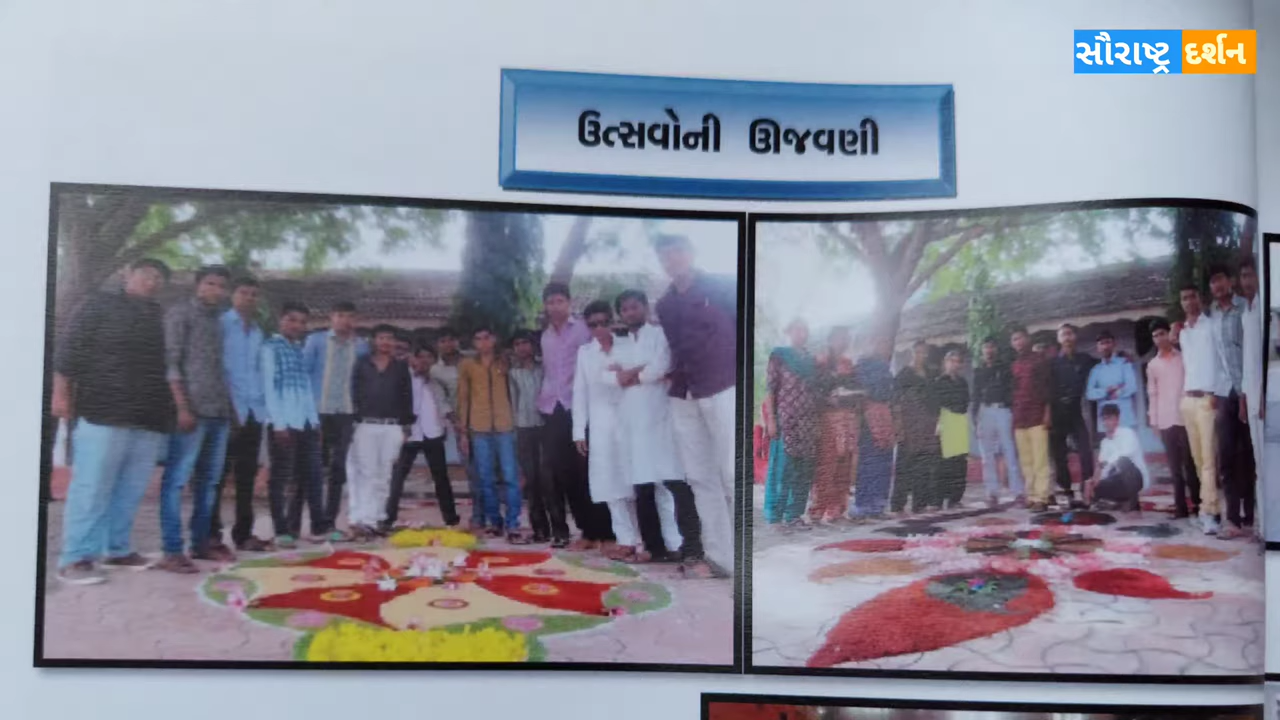 સૌરાષ્ટ્ર દર્શન
ઉત્સવોની ઊજવણી